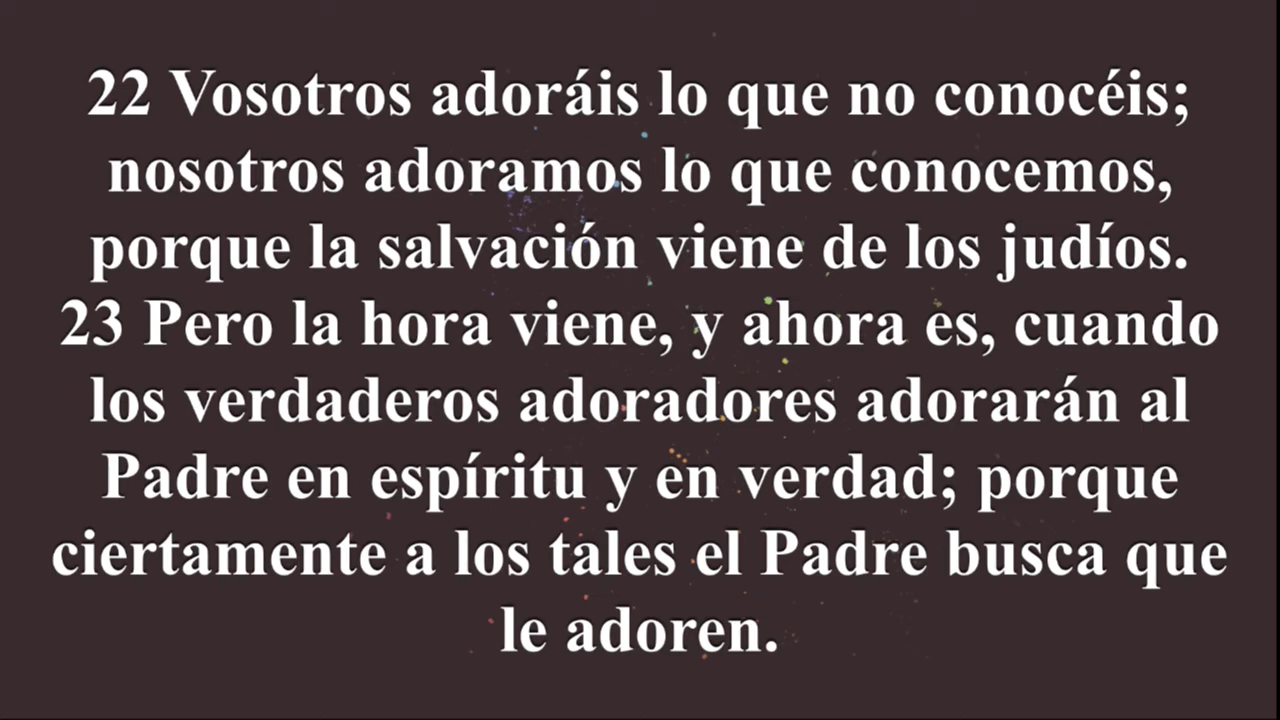 22 Vosotros adoráis lo que no conocéis;
nosotros adoramos lo que conocemos,
porque la salvación viene de los judíos.
23 Pero la hora viene, y ahora es, cuando
los verdaderos adoradores adorarán al
Padre en espíritu y en verdad; porque
ciertamente a los tales el Padre busca que
le adoren.